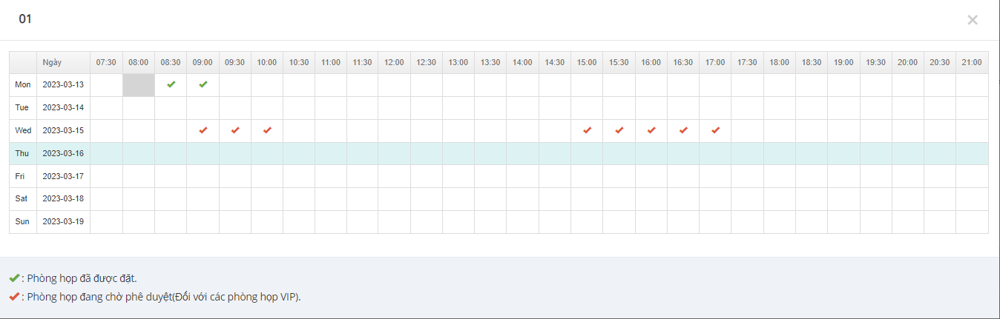 01
Ngày 07:30 08:00 08:30 09:00 09:30 10:00 10:30 11:00 11:30 12:00 12:30 13:00 13:30 14:00 14:30 15:00 15:30 16:00 16:30 17:00 17:30 18:00 18:30 19:00 19:30 20:00 20:30 21:00
Mon 2023-03-13
Tue 2023-03-14
Wed 2023-03-15
Thu 2023-03-16
Fri 2023-03-17
Sat 2023-03-18
Sun 2023-03-19
: Phòng họp đã được đặt.
: Phòng họp đang chờ phê duyệt(Đối với các phòng họp VIP).